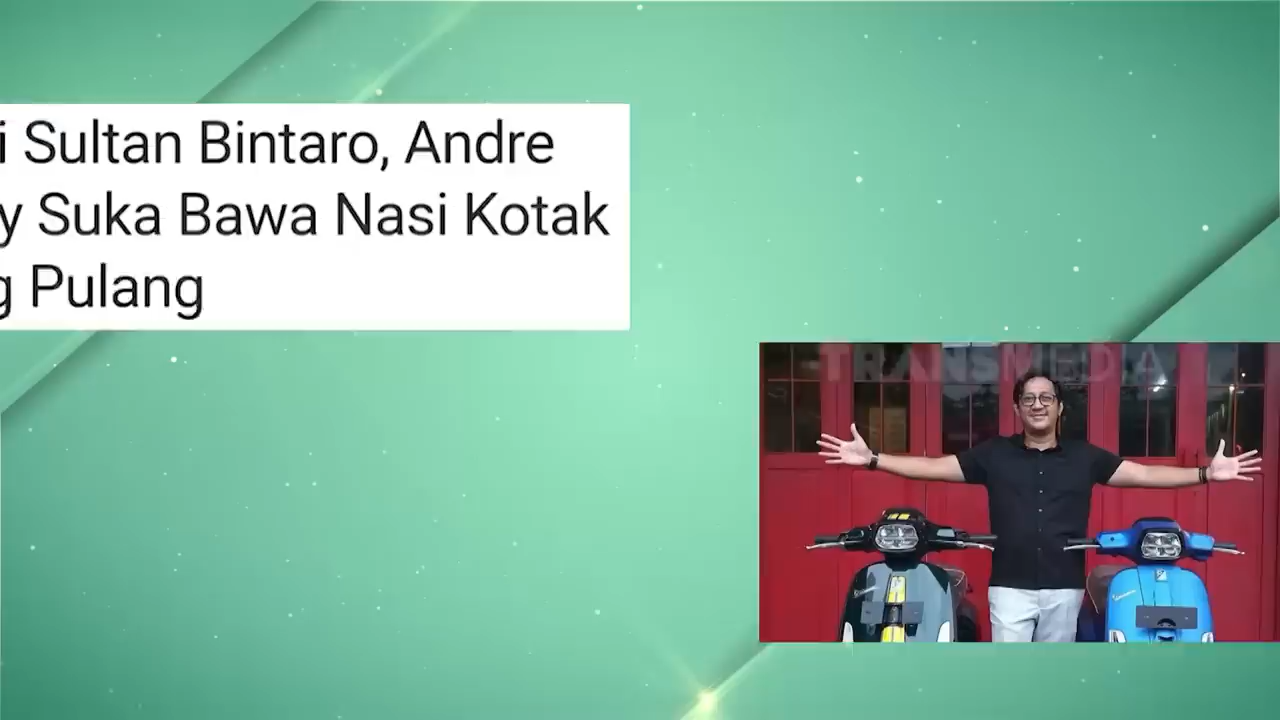 i Sultan Bintaro, Andre
y Suka Bawa Nasi Kotak
g Pulang
TRANSMEDIA